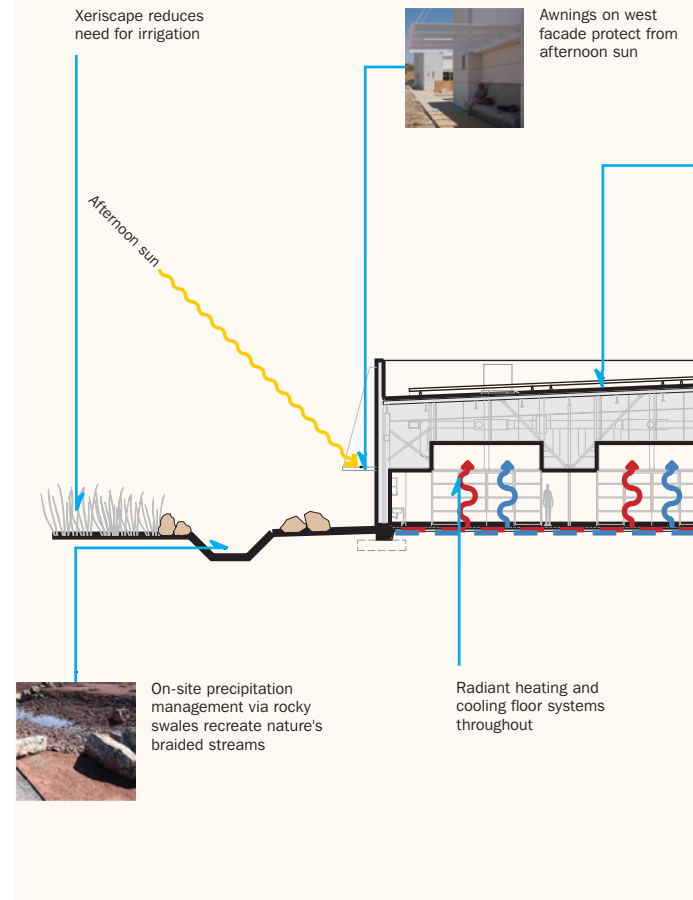 Xeriscape reduces
need for irrigation
Awnings on west
facade protect from
afternoon sun
Afternoon sun
On-site precipitation
management via rocky
swales recreate nature's
braided streams
Radiant heating and
cooling floor systems
throughout